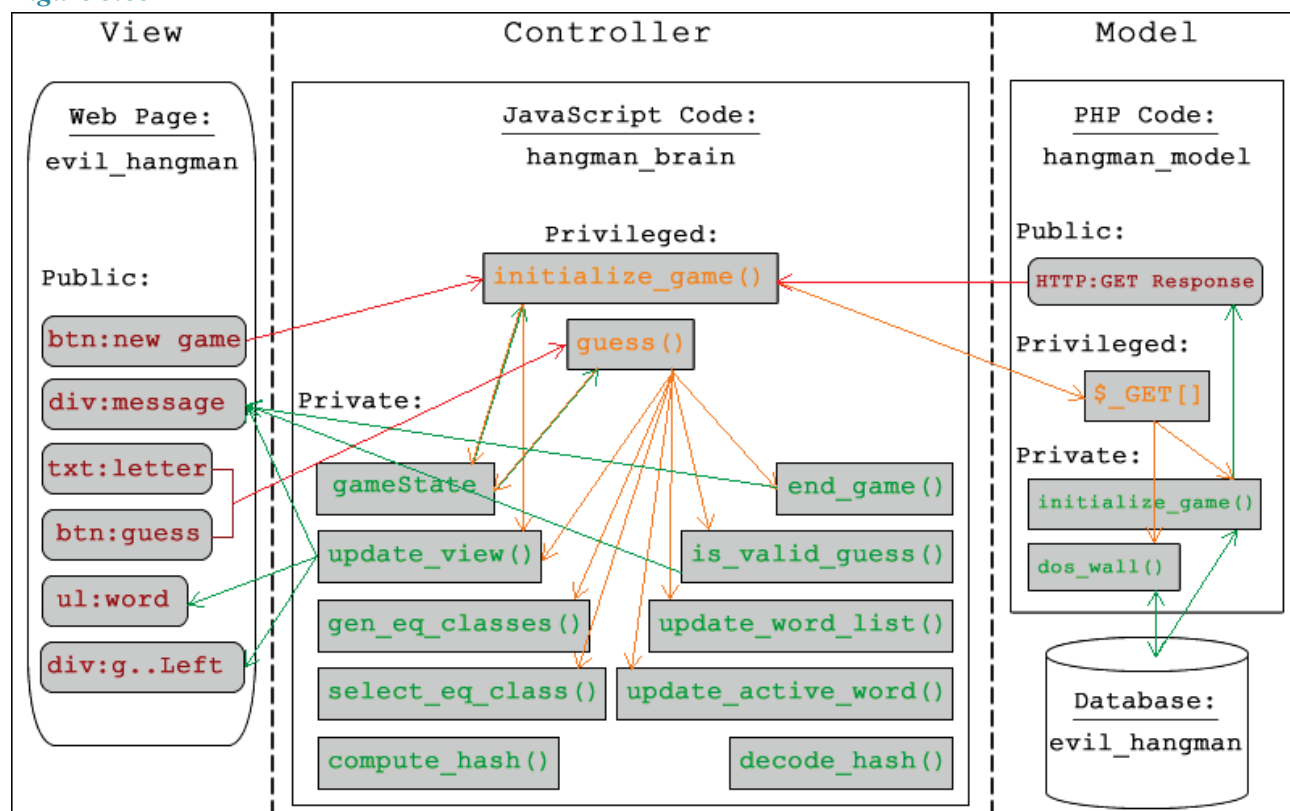 View
Controller
Model
Web Page:
evil_hangman
Public:
btn:new game
div:message
txt:letter
btn:guess
ul:word
div:g..Left
JavaScript Code:
hangman_brain
Privileged:
initialize_game()
guess()
Private:
gameState
end_game()
update_view()
is_valid_guess()
gen_eq_classes()
update_word_list()
select_eq_class()
update_active_word()
compute_hash()
decode_hash()
PHP Code:
hangman_model
Public:
HTTP:GET Response
Privileged:
$_GET[]
Private:
initialize_game()
dos_wall()
Database:
evil_hangman